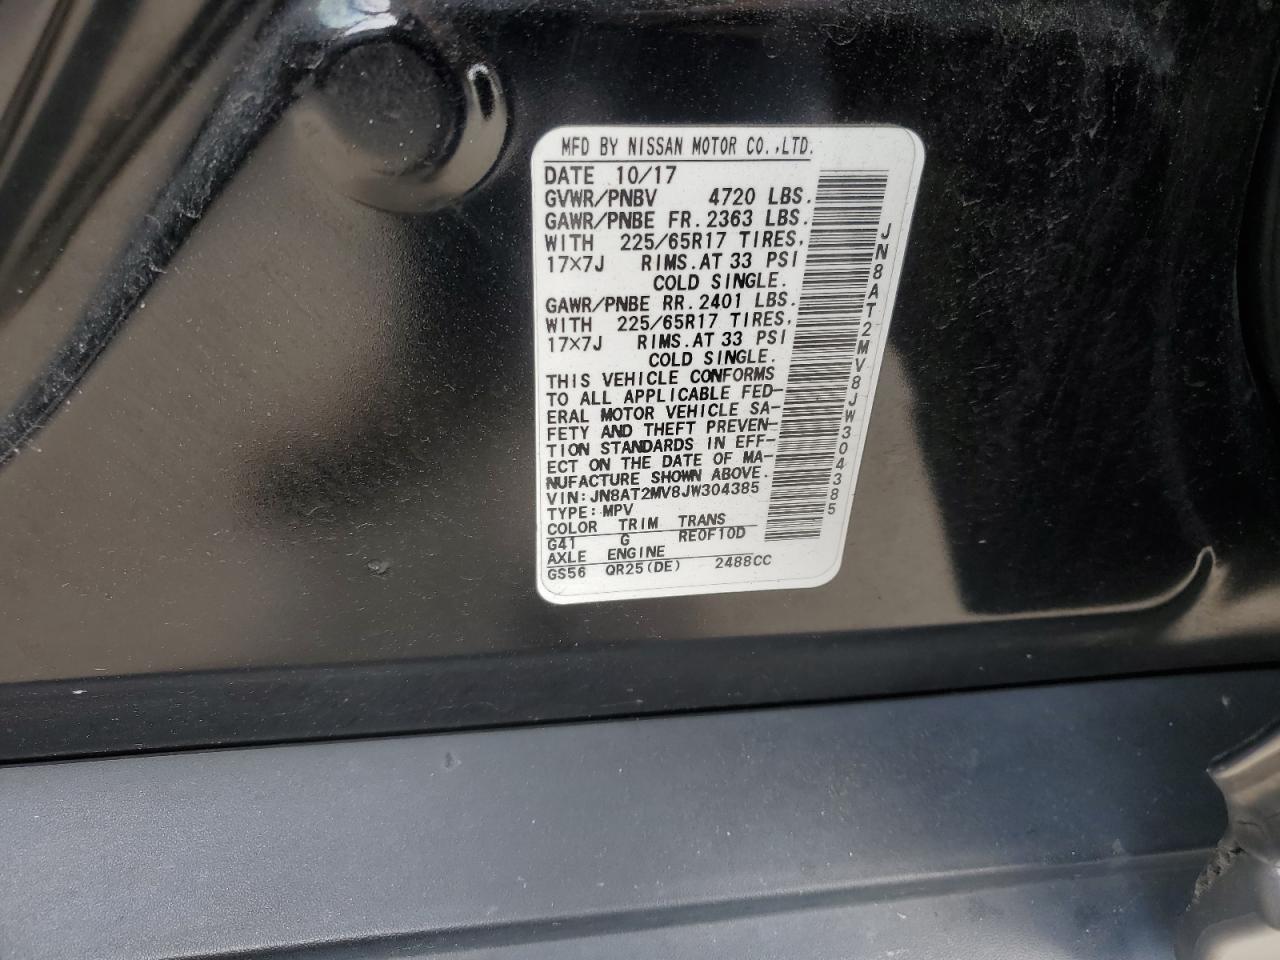 MFD BY NISSAN MOTOR CO.,LTD.
DATE 10/17
GVWR/PNBV 4720 LBS.
GAWR/PNBE FR.2363 LBS.
WITH 225/65R17 TIRES,
17×7J RIMS.AT 33 PSI
COLD SINGLE.
GAWR/PNBE RR.2401 LBS.
WITH 225/65R17 TIRES,
17×7J RIMS.AT 33 PSI
COLD SINGLE.
THIS VEHICLE CONFORMS
TO ALL APPLICABLE FED-
ERAL MOTOR VEHICLE SA-
FETY AND THEFT PREVEN-
TION STANDARDS IN EFF-
ECT ON THE DATE OF MA-
NUFACTURE SHOWN ABOVE.
VIN:JN8AT2MV8JW304385
TYPE:MPV
COLOR TRIM TRANS
G41 G RE0F10D
AXLE ENGINE
GS56 QR25(DE) 2488CC
JN8AT2MV8JW304385